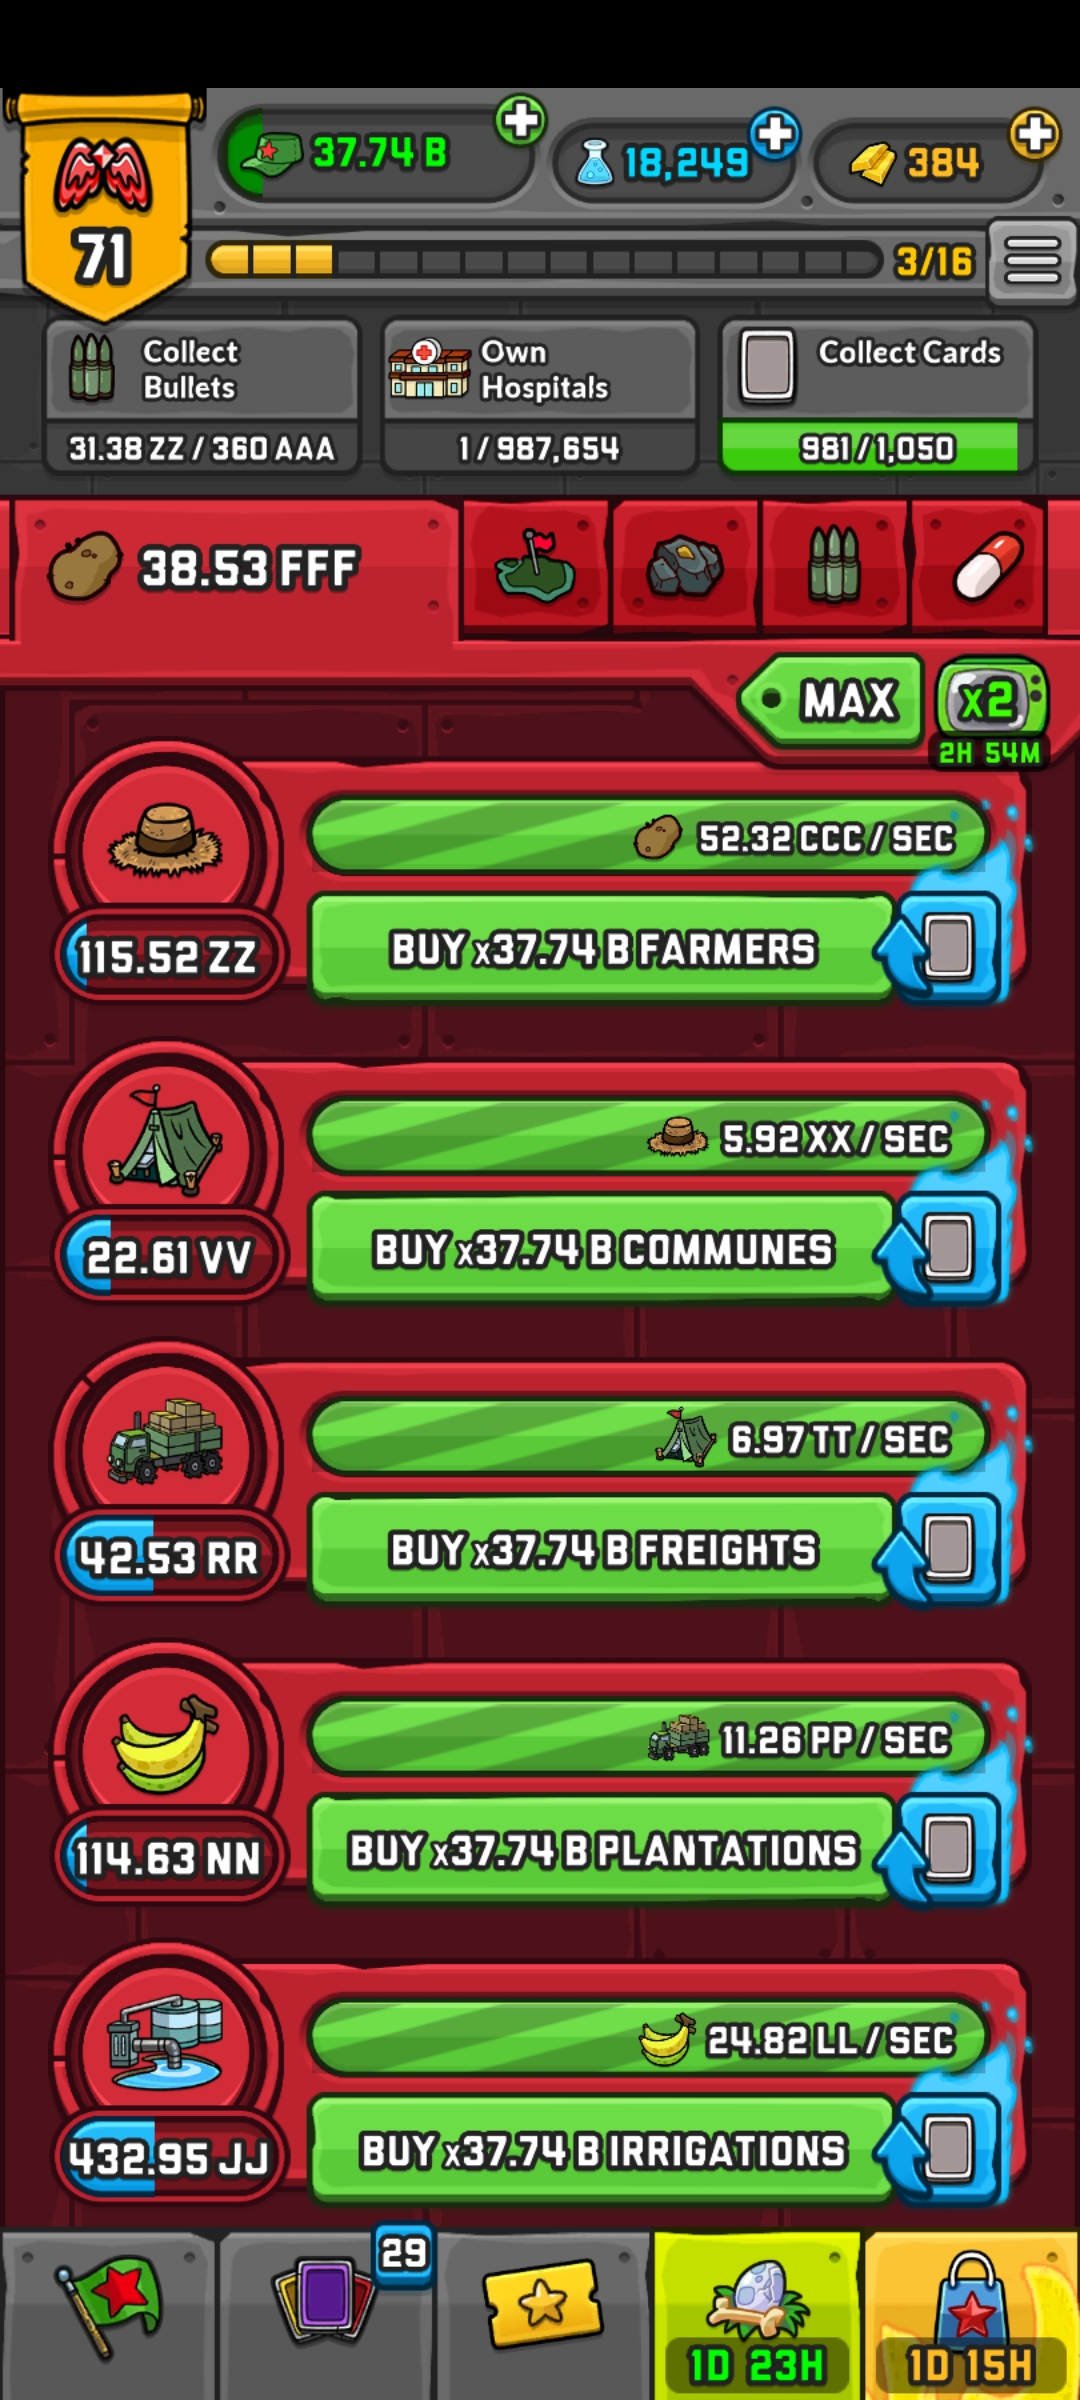 37.74 B
18,249
384
71
3/16
Collect
Bullets
31.38 ZZ / 360 AAA
Own
Hospitals
1 / 987,654
Collect Cards
981 / 1,050
38.53 FFF
MAX
x2
2H 54M
52.32 CCC / SEC
115.52 ZZ
BUY x37.74 B FARMERS
5.92 XX / SEC
22.61 VV
BUY x37.74 B COMMUNES
6.97 TT / SEC
42.53 RR
BUY x37.74 B FREIGHTS
11.26 PP / SEC
114.63 NN
BUY x37.74 B PLANTATIONS
24.82 LL / SEC
432.95 JJ
BUY x37.74 B IRRIGATIONS
29
1D 23H
1D 15H